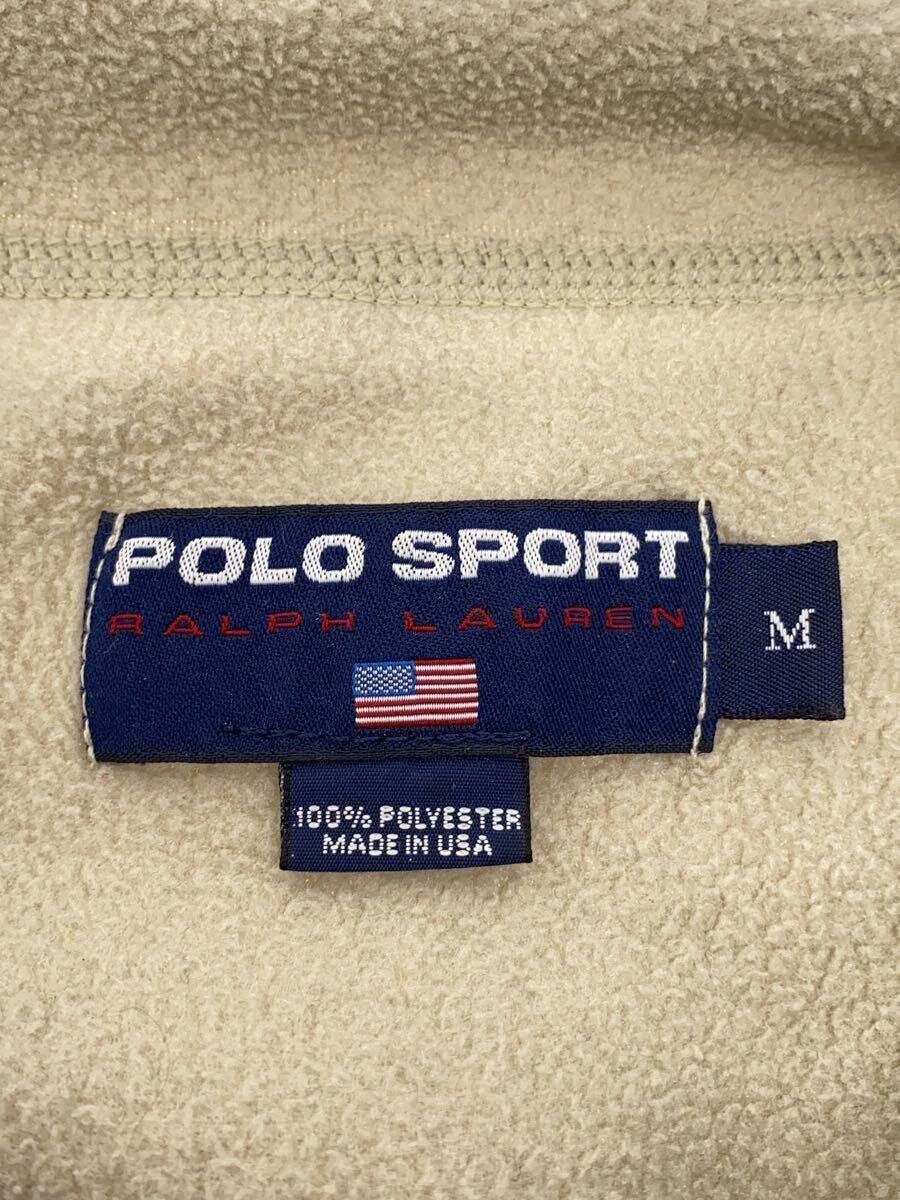 POLO SPORT
RALPH LAUREN
M
100% POLYESTER
MADE IN USA